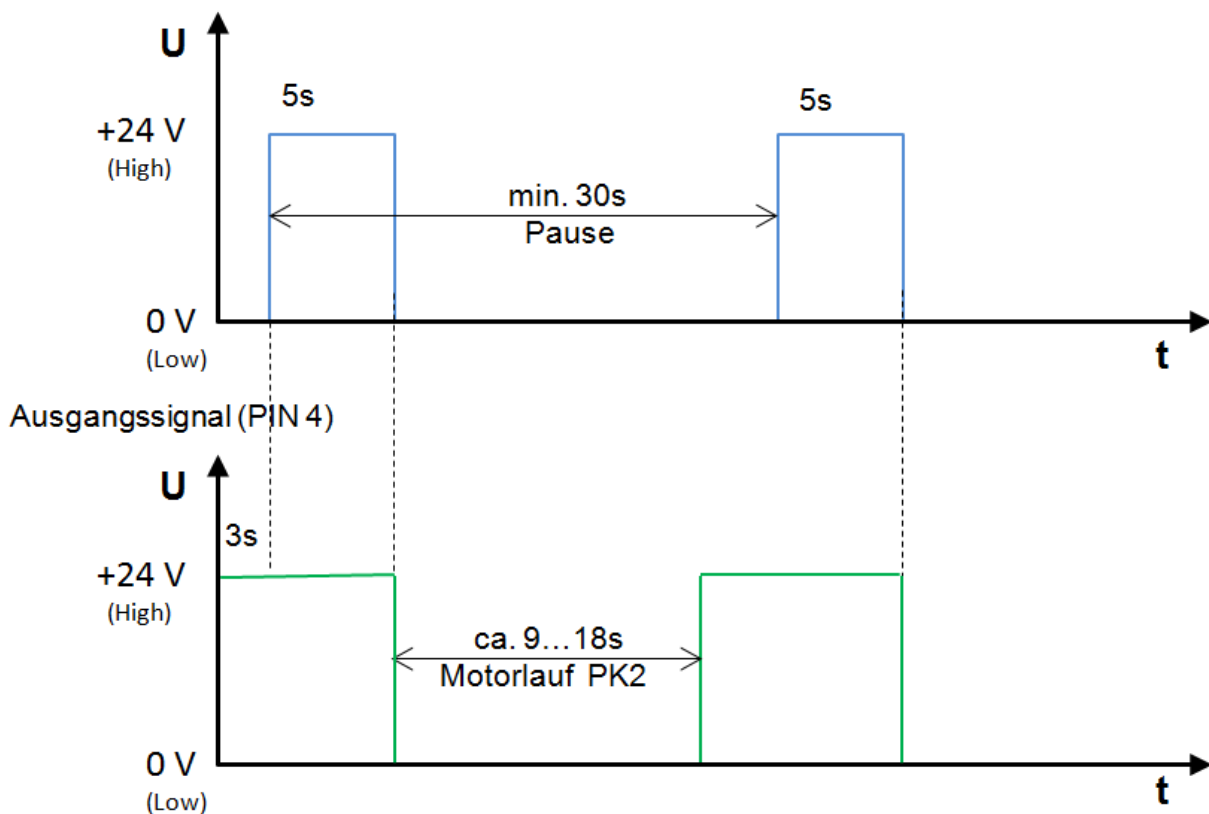 U
5s
5s
+24 V
(High)
min. 30s
Pause
0 V
(Low)
t
Ausgangssignal (PIN 4)
U
3s
+24 V
(High)
ca. 9...18s
Motorlauf PK2
0 V
(Low)
t